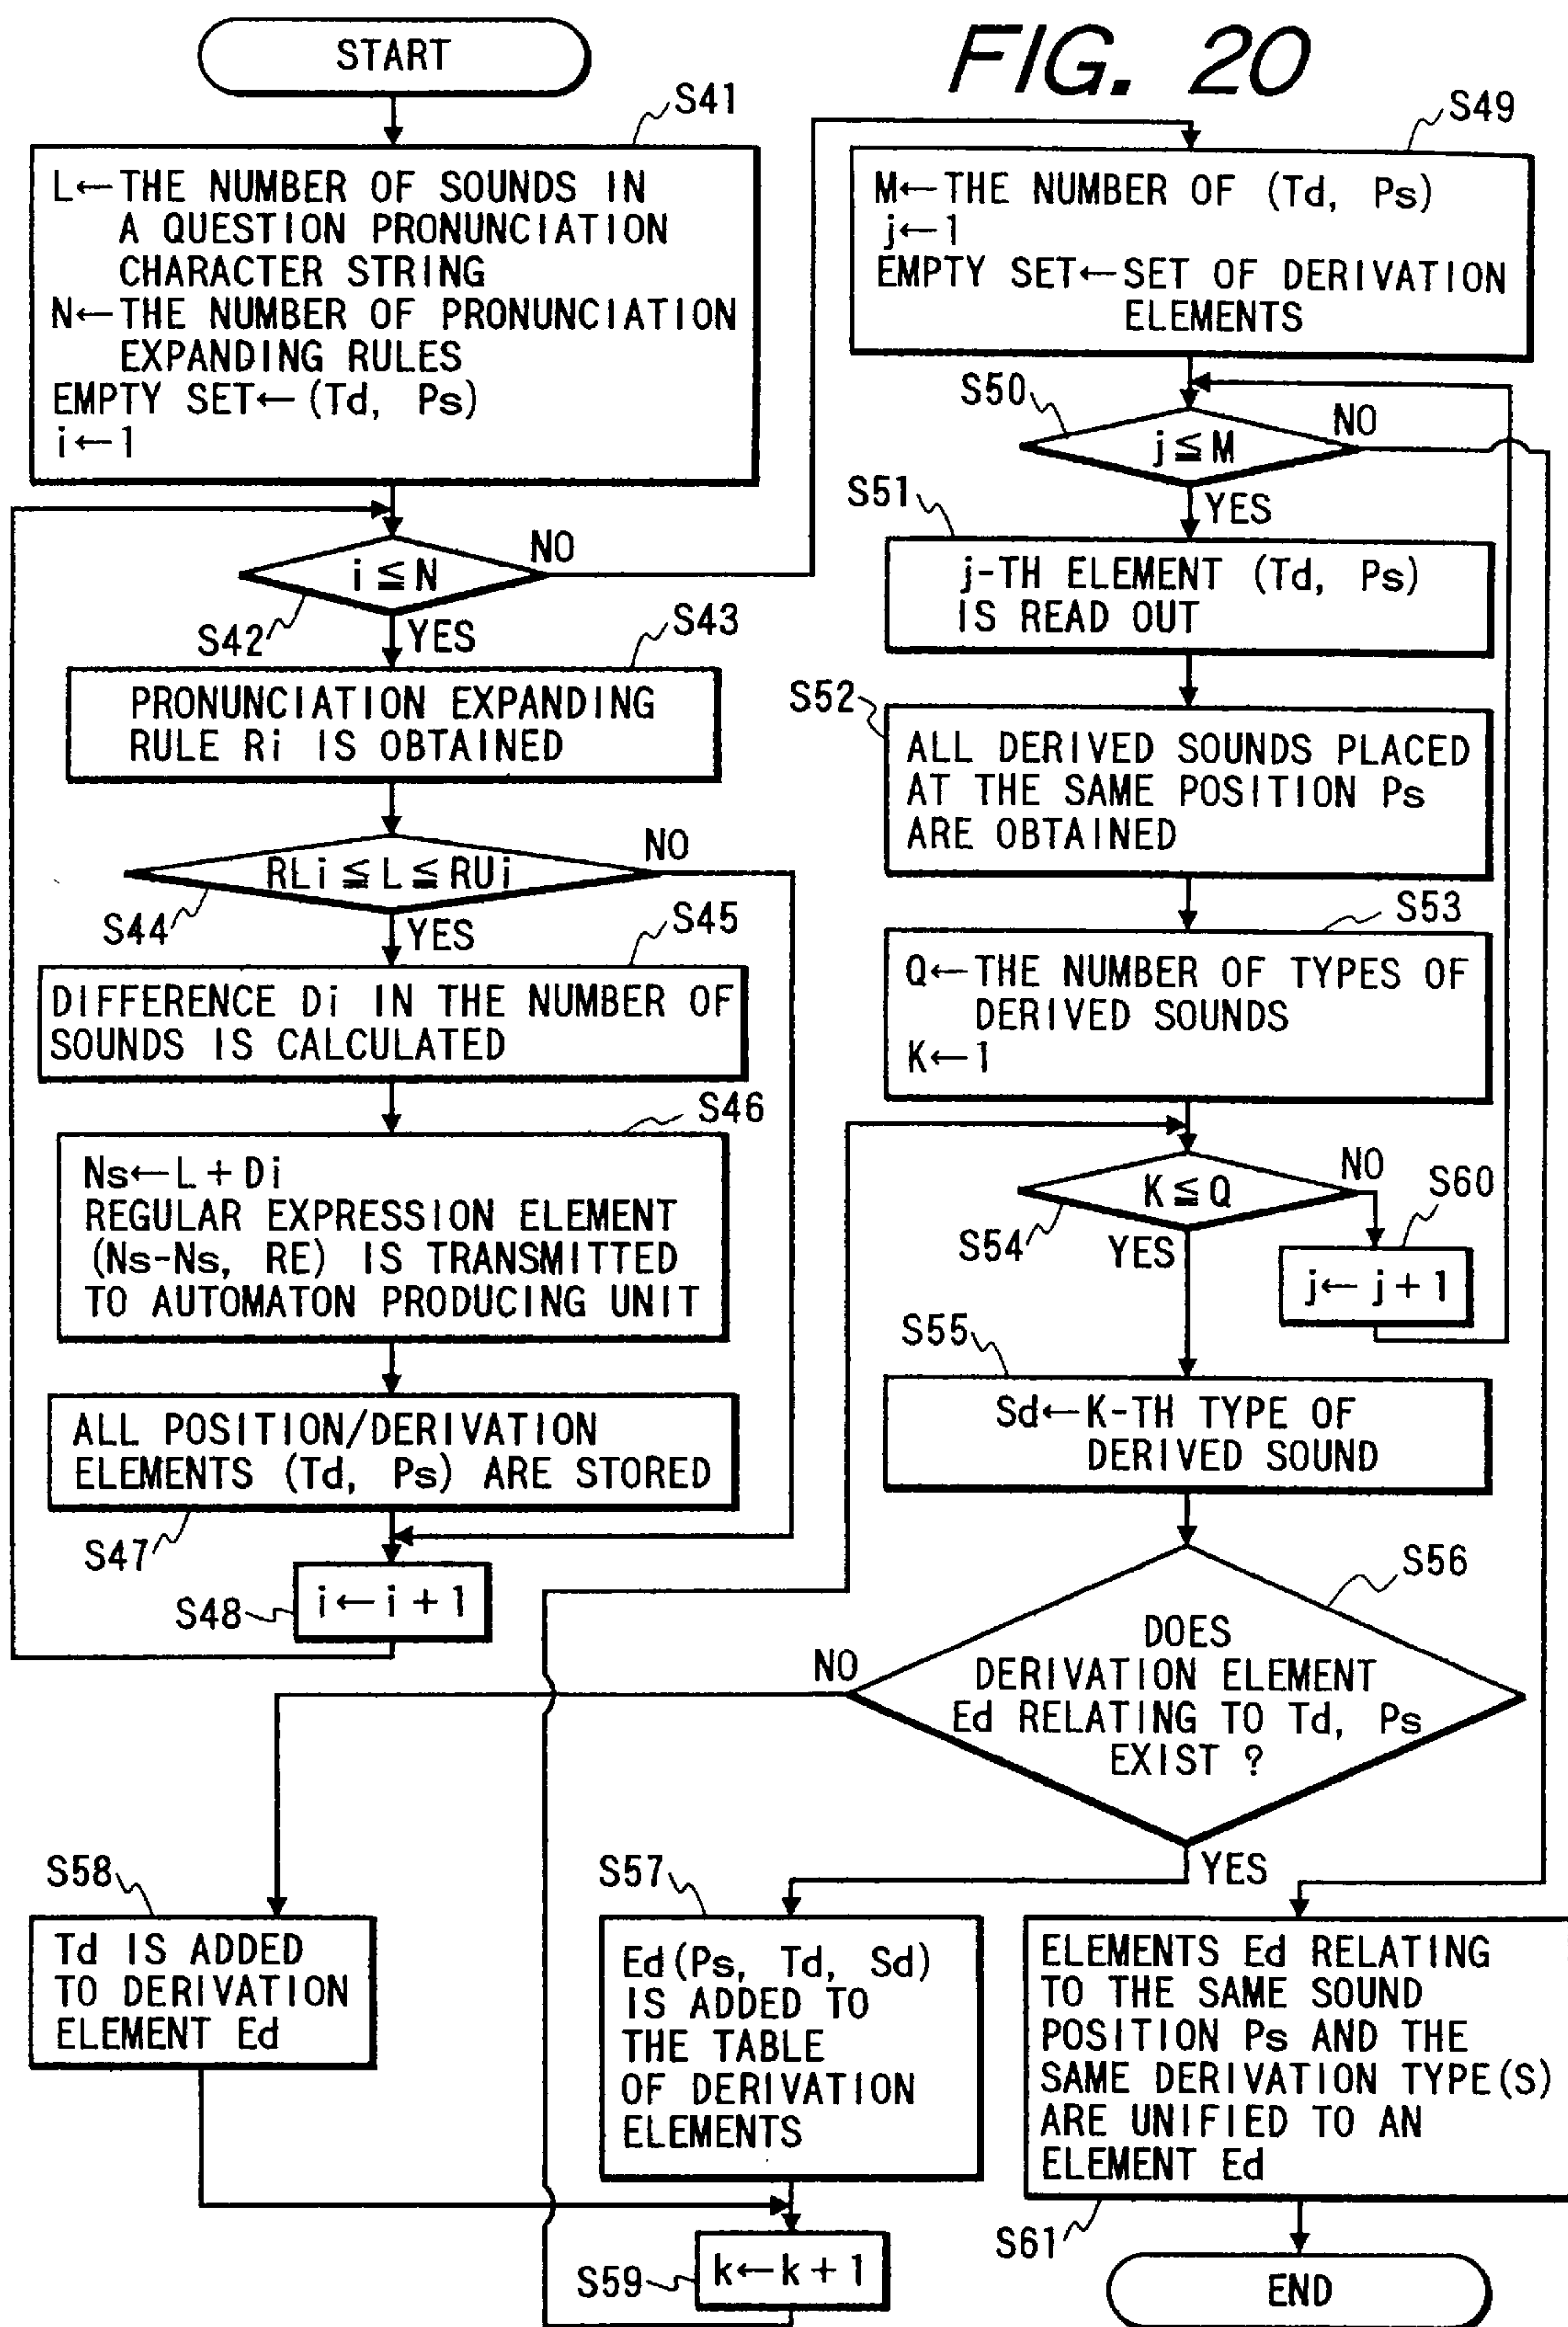 FIG. 20
START
S41
L←THE NUMBER OF SOUNDS IN
A QUESTION PRONUNCIATION
CHARACTER STRING
N←THE NUMBER OF PRONUNCIATION
EXPANDING RULES
EMPTY SET←(Td, Ps)
i←1
i≦N
NO
S42
YES
S43
PRONUNCIATION EXPANDING
RULE Ri IS OBTAINED
RLi≦L≦RUi
NO
S44
YES
S45
DIFFERENCE Di IN THE NUMBER OF
SOUNDS IS CALCULATED
S46
Ns←L+Di
REGULAR EXPRESSION ELEMENT
(Ns-Ns, RE) IS TRANSMITTED
TO AUTOMATON PRODUCING UNIT
ALL POSITION/DERIVATION
ELEMENTS (Td, Ps) ARE STORED
S47
S48
i←i+1
S49
M←THE NUMBER OF (Td, Ps)
j←1
EMPTY SET←SET OF DERIVATION
ELEMENTS
S50
j≦M
NO
YES
S51
j-TH ELEMENT (Td, Ps)
IS READ OUT
S52
ALL DERIVED SOUNDS PLACED
AT THE SAME POSITION Ps
ARE OBTAINED
S53
Q←THE NUMBER OF TYPES OF
DERIVED SOUNDS
K←1
K≦Q
NO
S54
YES
S60
j←j+1
S55
Sd←K-TH TYPE OF
DERIVED SOUND
S56
DOES
DERIVATION ELEMENT
Ed RELATING TO Td, Ps
EXIST ?
NO
YES
S58
Td IS ADDED
TO DERIVATION
ELEMENT Ed
S57
Ed(Ps, Td, Sd)
IS ADDED TO
THE TABLE
OF DERIVATION
ELEMENTS
S59
k←k+1
ELEMENTS Ed RELATING
TO THE SAME SOUND
POSITION Ps AND THE
SAME DERIVATION TYPE(S)
ARE UNIFIED TO AN
ELEMENT Ed
S61
END